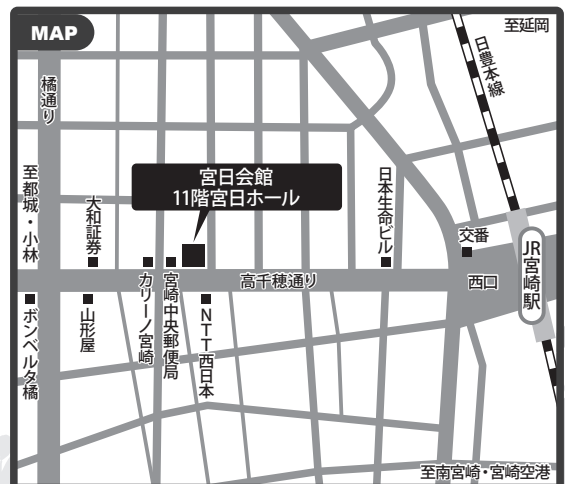 MAP
至延岡
日豊本線
橘通り
宮日会館
11階宮日ホール
至都城・小林
大和証券
日本生命ビル
交番
JR宮崎駅
高千穂通り
西口
ボンベルタ橘
山形屋
カリーノ宮崎
宮崎中央郵便局
NTT西日本
至南宮崎・宮崎空港